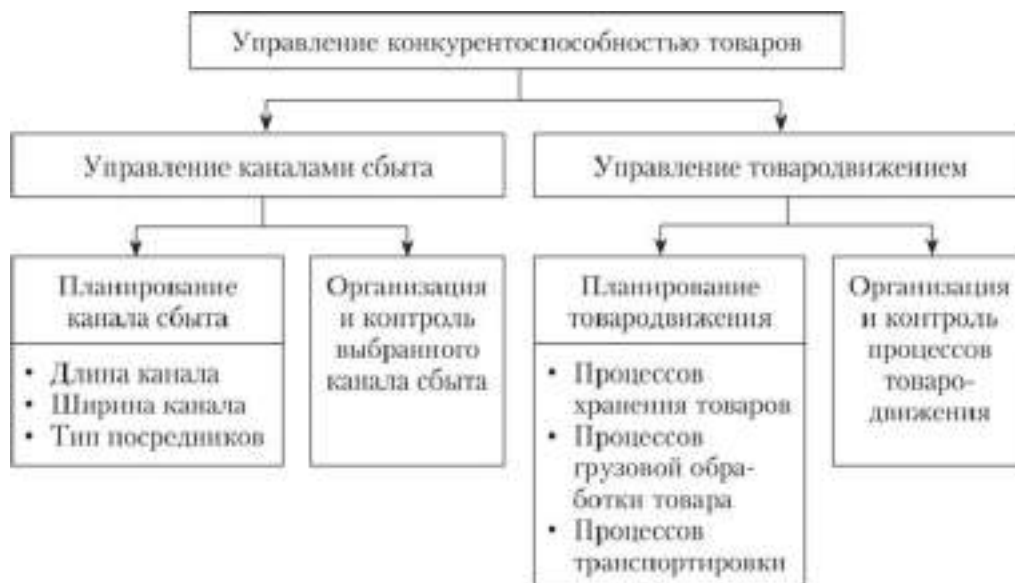 Управление конкурентоспособностью товаров
Управление каналами сбыта
Управление товародвижением
Планирование
канала сбыта
• Длина канала
• Ширина канала
• Тип посредников
Организация
и контроль
выбранного
канала сбыта
Планирование
товародвижения
• Процессов
хранения товаров
• Процессов
грузовой обра-
ботки товара
• Процессов
транспортировки
Организация
и контроль
процессов
товаро-
движения